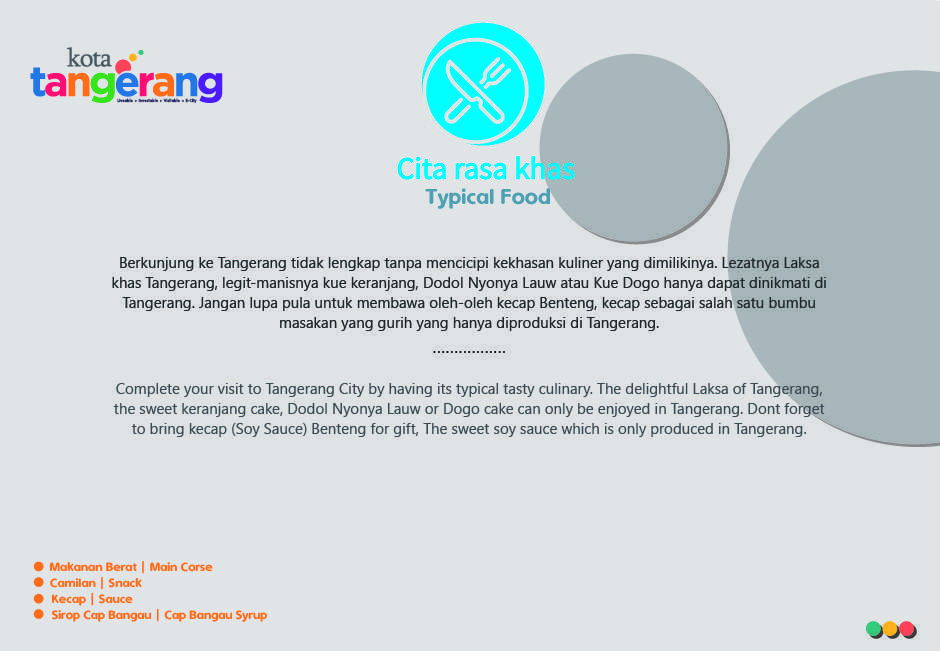 kota
tangerang
Liveable + Investable + Visitable + E-City
Cita rasa khas
Typical Food
Berkunjung ke Tangerang tidak lengkap tanpa mencicipi kekhasan kuliner yang dimilikinya. Lezatnya Laksa
khas Tangerang, legit-manisnya kue keranjang, Dodol Nyonya Lauw atau Kue Dogo hanya dapat dinikmati di
Tangerang. Jangan lupa pula untuk membawa oleh-oleh kecap Benteng, kecap sebagai salah satu bumbu
masakan yang gurih yang hanya diproduksi di Tangerang.
.................
Complete your visit to Tangerang City by having its typical tasty culinary. The delightful Laksa of Tangerang,
the sweet keranjang cake, Dodol Nyonya Lauw or Dogo cake can only be enjoyed in Tangerang. Dont forget
to bring kecap (Soy Sauce) Benteng for gift, The sweet soy sauce which is only produced in Tangerang.
Makanan Berat | Main Corse
Camilan | Snack
Kecap | Sauce
Sirop Cap Bangau | Cap Bangau Syrup